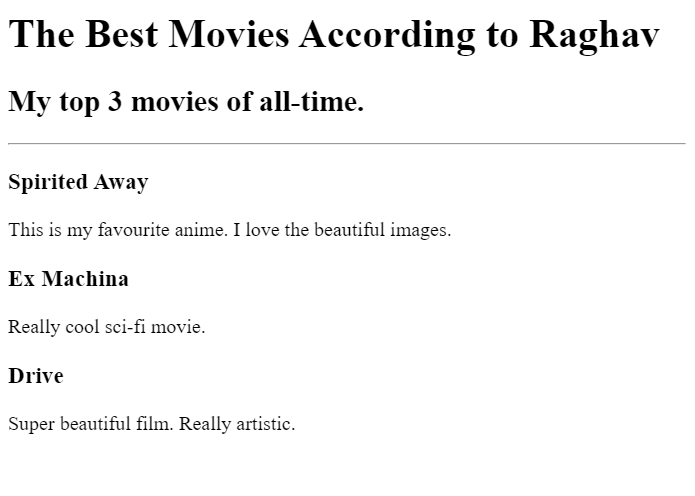 The Best Movies According to Raghav
My top 3 movies of all-time.
Spirited Away
This is my favourite anime. I love the beautiful images.
Ex Machina
Really cool sci-fi movie.
Drive
Super beautiful film. Really artistic.